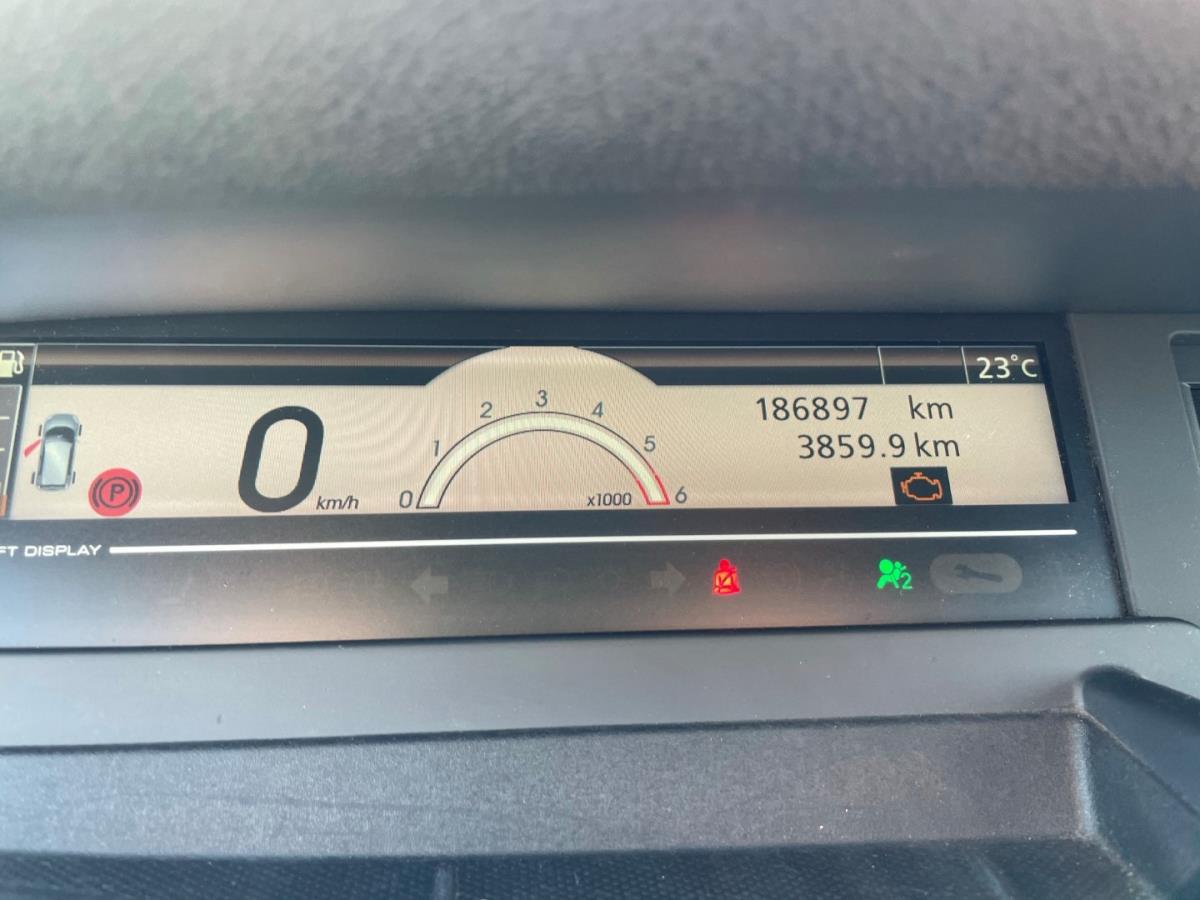 23°C
186897 km
3859.9 km
0 km/h
0 1 2 3 4 5 6
x1000
P
FT DISPLAY
2